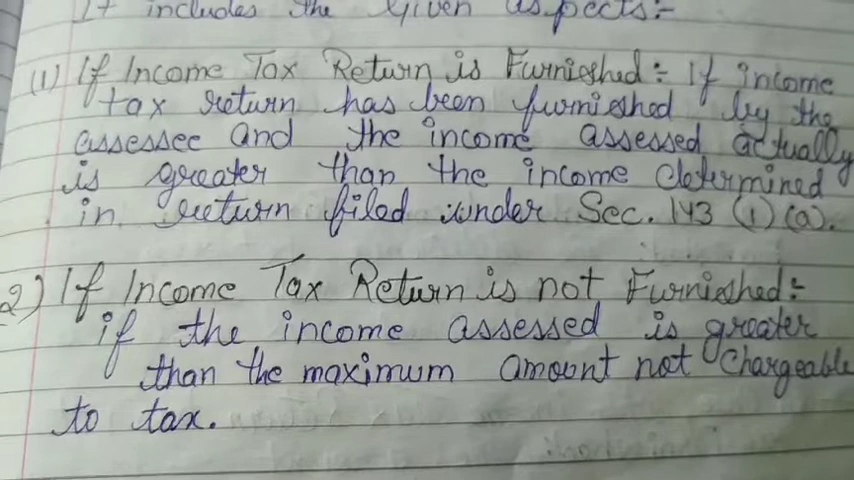 It includes the given aspects:-
(1) If Income Tax Return is Furnished:- If income
tax return has been furnished by the
assessee and the income assessed actually
is greater than the income determined
in return filed under Sec. 143 (1) (a).
2) If Income Tax Return is not Furnished:-
if the income assessed is greater
than the maximum amount not chargeable
to tax.